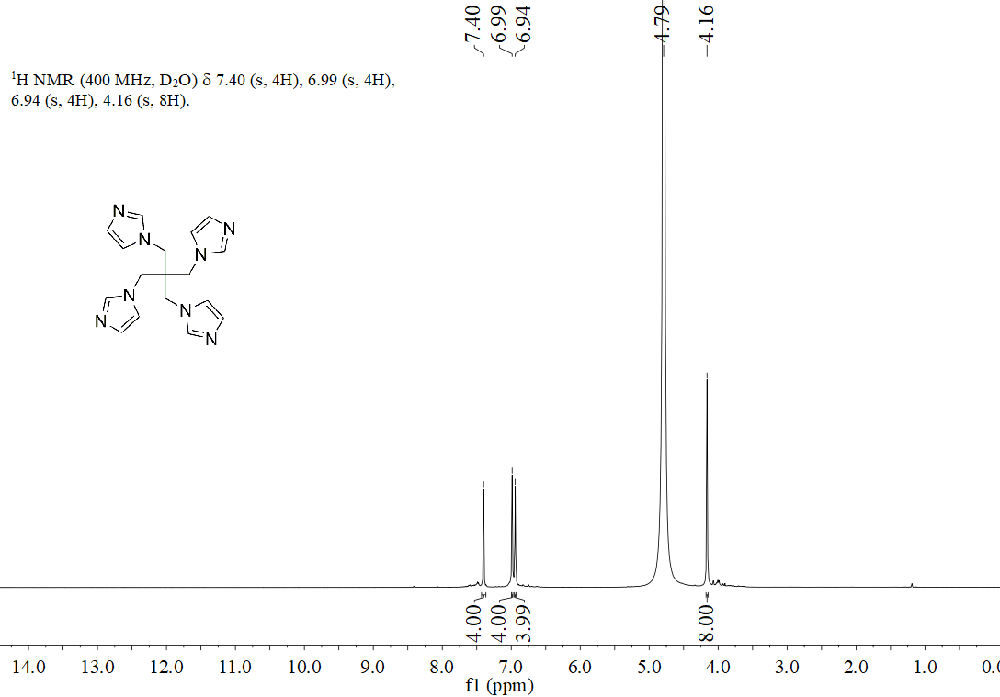 7.40
6.99
6.94
4.79
4.16
¹H NMR (400 MHz, D₂O) δ 7.40 (s, 4H), 6.99 (s, 4H),
6.94 (s, 4H), 4.16 (s, 8H).
N
N
N
N
N
N
N
N
4.00
4.00
3.99
8.00
14.0 13.0 12.0 11.0 10.0 9.0 8.0 7.0 6.0 5.0 4.0 3.0 2.0 1.0 0.0
f1 (ppm)